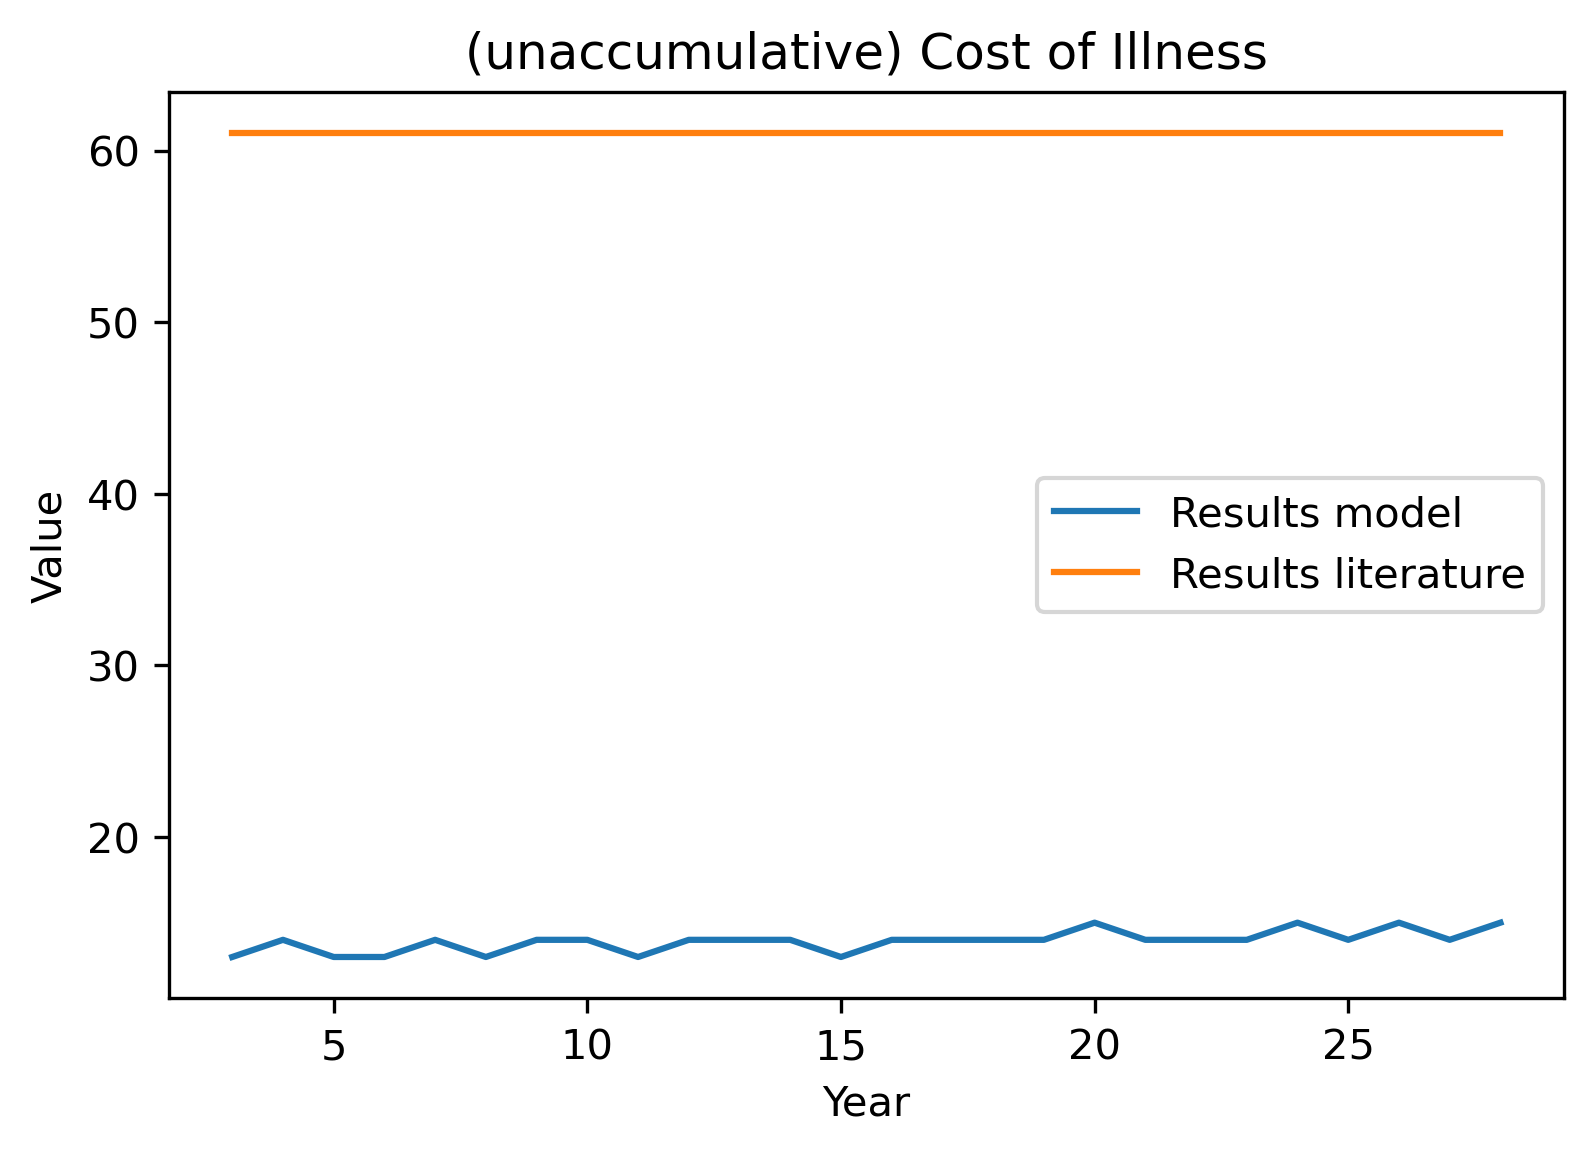 (unaccumulative) Cost of Illness
60
50
40
30
20
Value
Results model
Results literature
5 10 15 20 25
Year